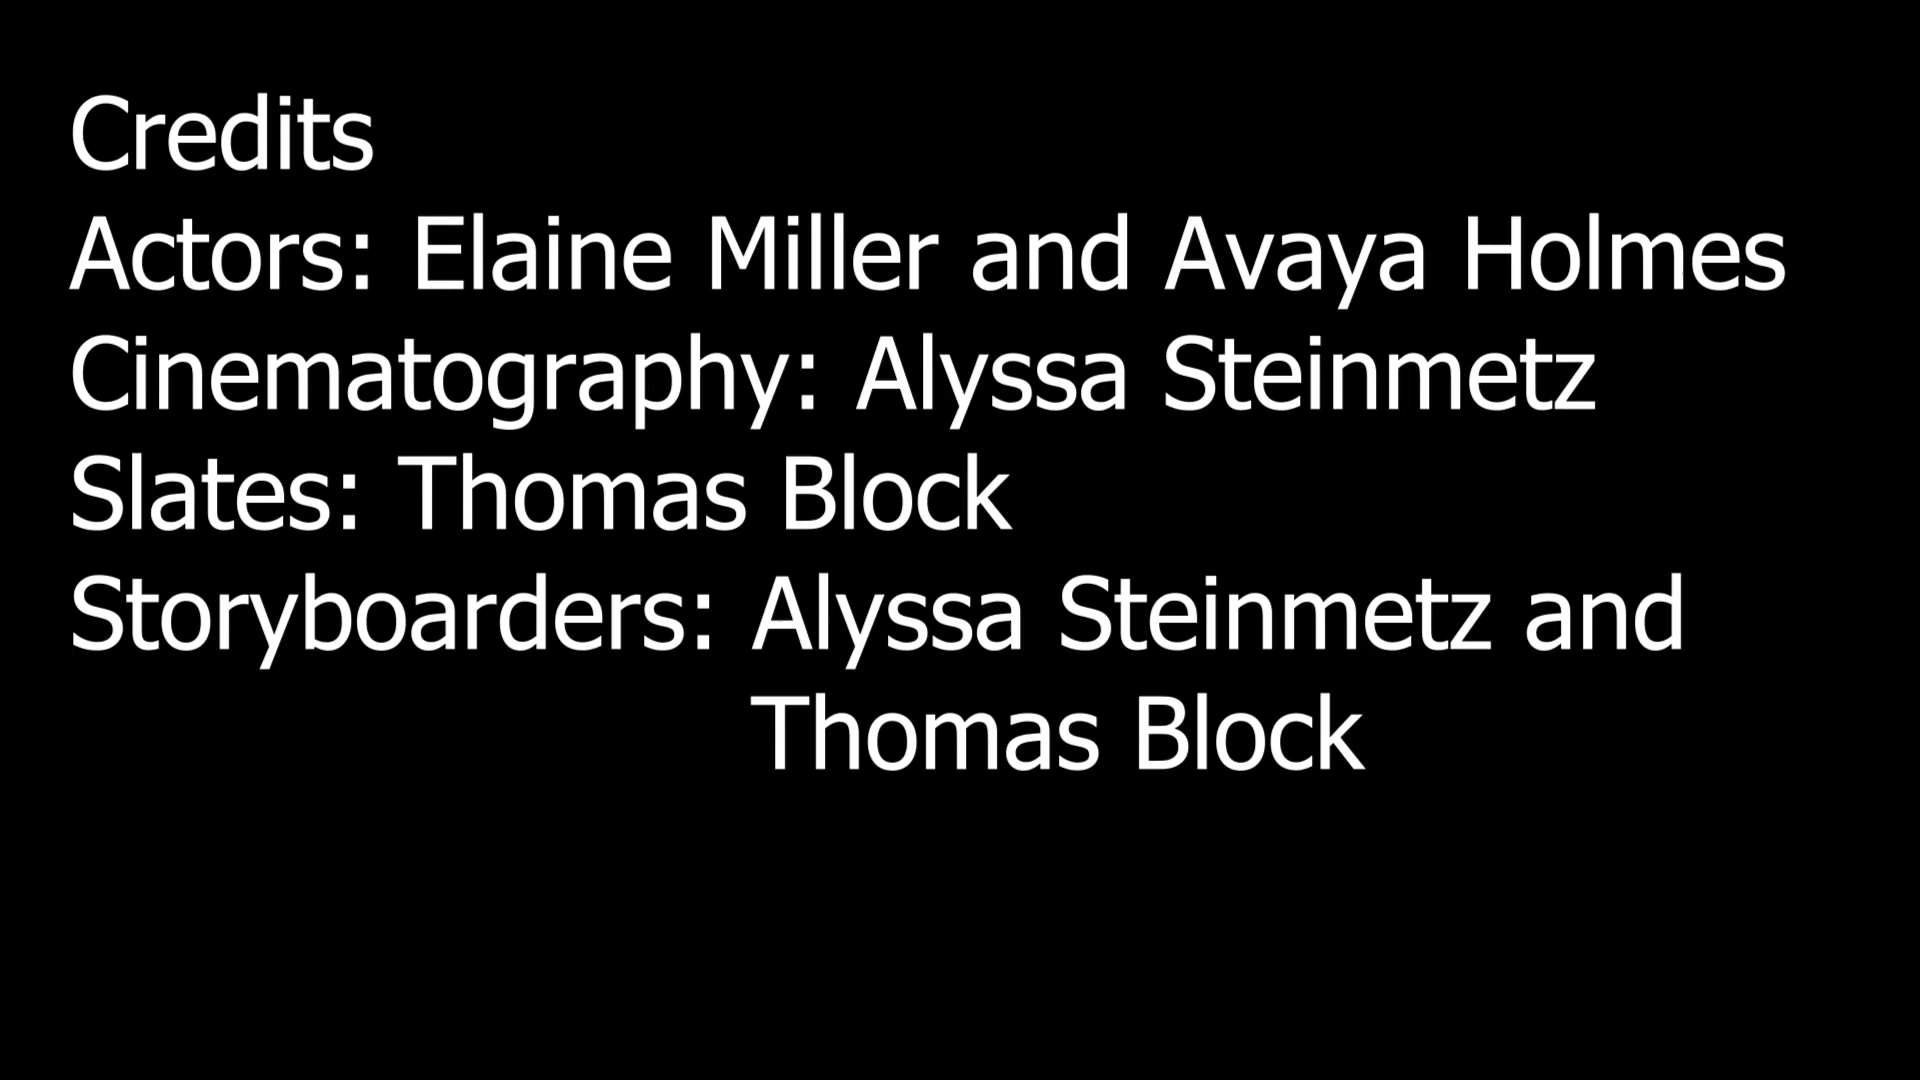 Credits
Actors: Elaine Miller and Avaya Holmes
Cinematography: Alyssa Steinmetz
Slates: Thomas Block
Storyboarders: Alyssa Steinmetz and
Thomas Block